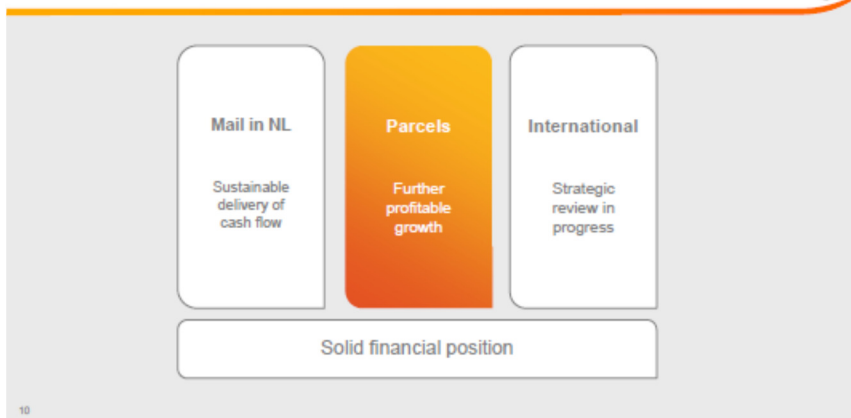 Mail in NL
Sustainable
delivery of
cash flow
Parcels
Further
profitable
growth
International
Strategic
review in
progress
Solid financial position
10